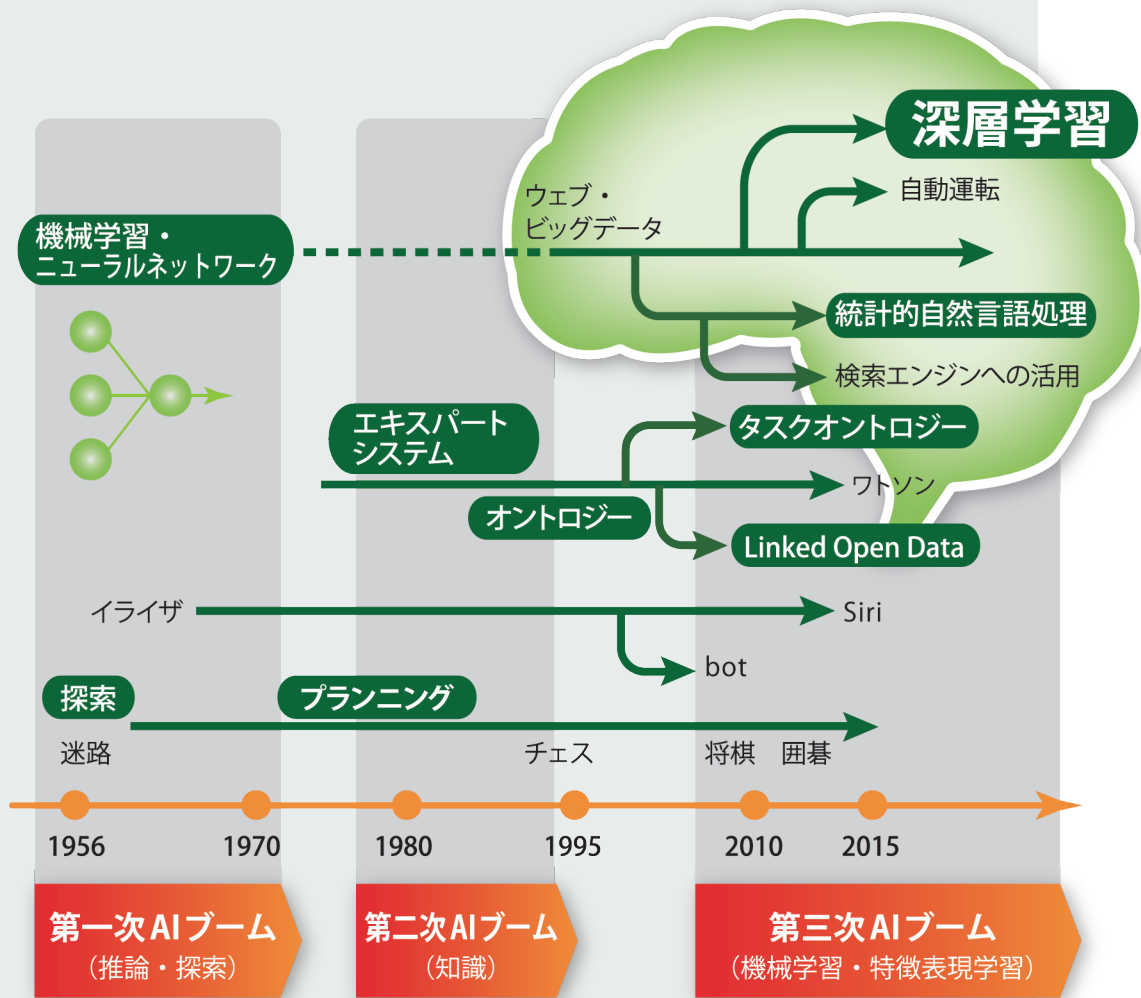 深層学習
自動運転
ウェブ・
ビッグデータ
機械学習・
ニューラルネットワーク
統計的自然言語処理
検索エンジンへの活用
エキスパート
システム
タスクオントロジー
ワトソン
オントロジー
Linked Open Data
イライザ
Siri
bot
探索
プランニング
迷路
チェス
将棋
囲碁
1956
1970
1980
1995
2010
2015
第一次AIブーム
（推論・探索）
第二次AIブーム
（知識）
第三次AIブーム
（機械学習・特徴表現学習）